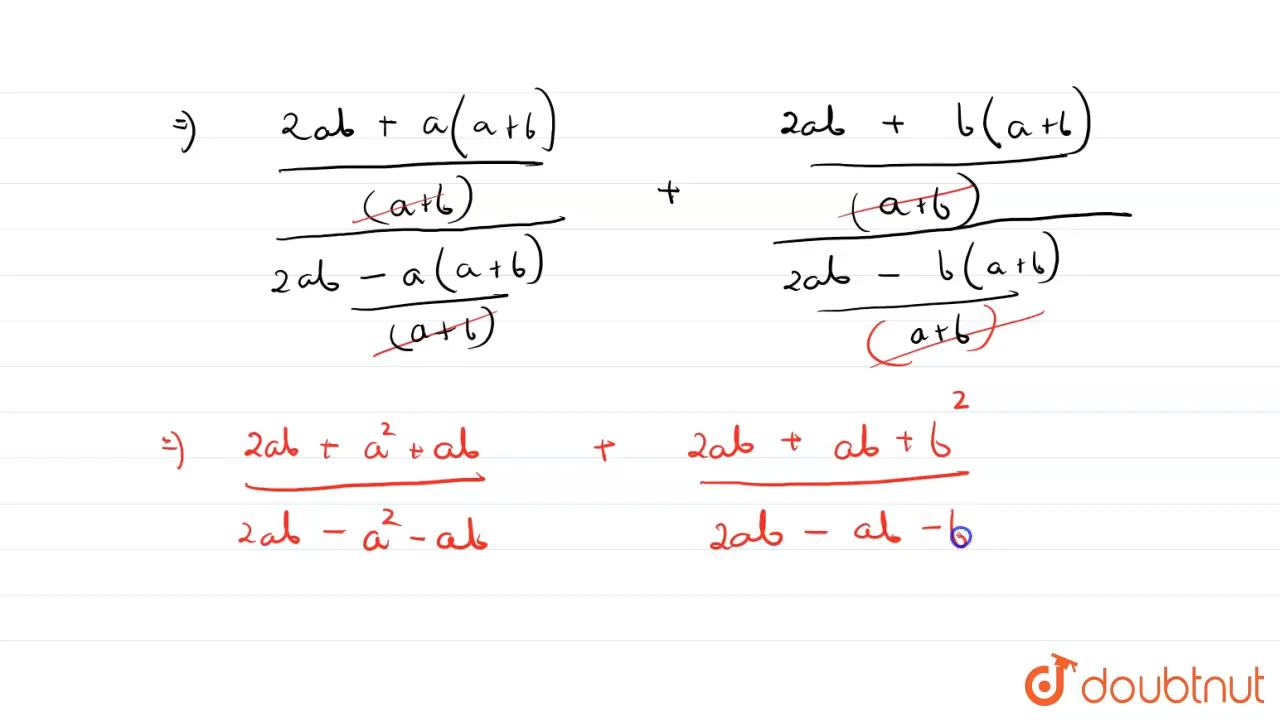 =) 2ab + a(a+b) 2ab + b(a+b)
(a+b) + (a+b)
2ab - a(a+b) 2ab - b(a+b)
(a+b) (a+b)
=) 2ab + a² + ab + 2ab + ab + b²
2ab - a² - ab 2ab - ab - b
doubtnut